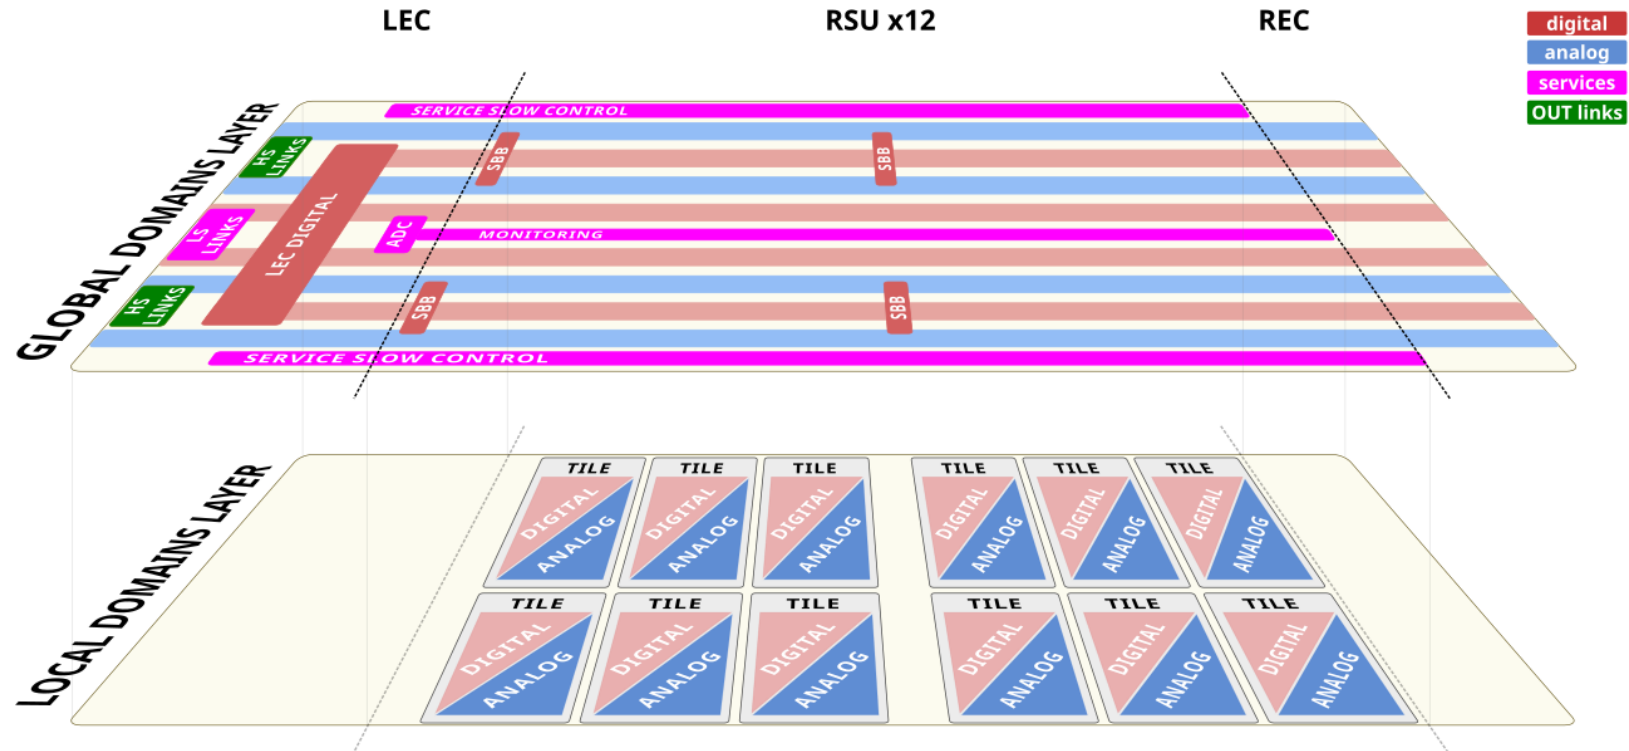 LEC
RSU x12
REC
digital
analog
services
OUT links
GLOBAL DOMAINS LAYER
SERVICE SLOW CONTROL
HS
LINKS
SBB
SBB
LEC DIGITAL
LS
LINKS
ADC
MONITORING
HS
LINKS
SBB
SBB
SERVICE SLOW CONTROL
LOCAL DOMAINS LAYER
TILE
DIGITAL
ANALOG
TILE
DIGITAL
ANALOG
TILE
DIGITAL
ANALOG
TILE
DIGITAL
ANALOG
TILE
DIGITAL
ANALOG
TILE
DIGITAL
ANALOG
TILE
DIGITAL
ANALOG
TILE
DIGITAL
ANALOG
TILE
DIGITAL
ANALOG
TILE
DIGITAL
ANALOG
TILE
DIGITAL
ANALOG
TILE
DIGITAL
ANALOG